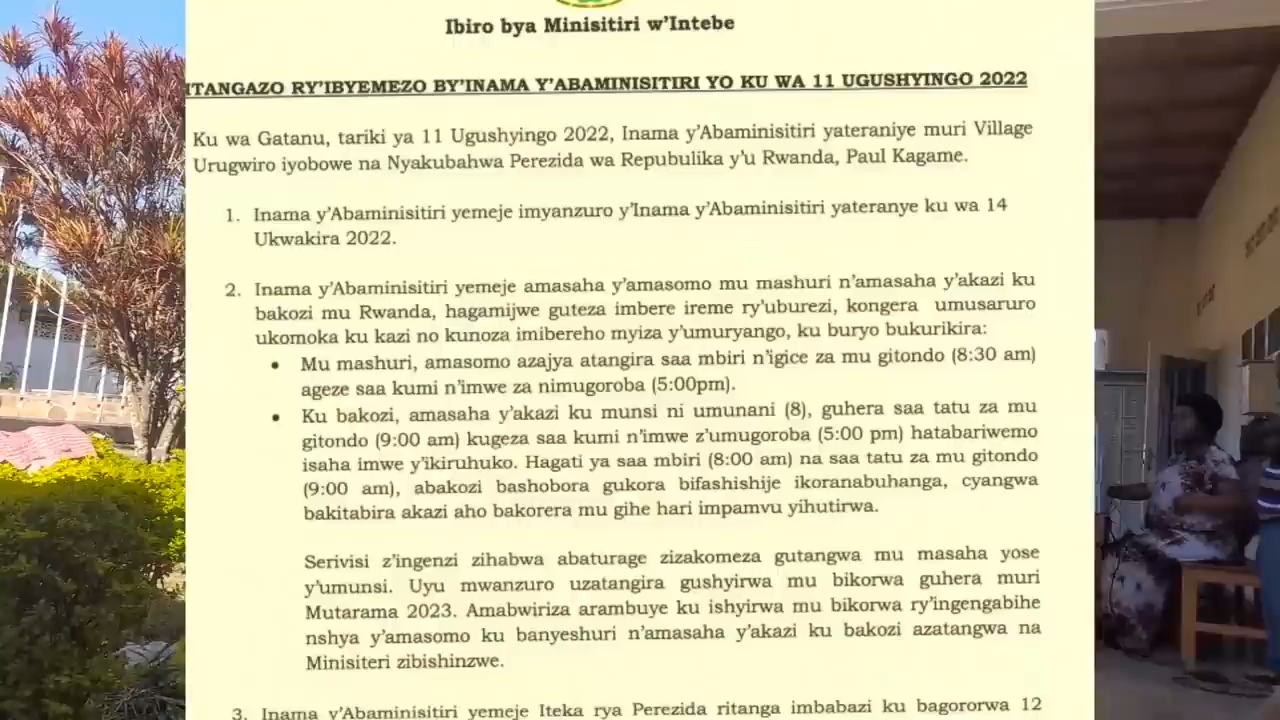 Ibiro bya Minisitiri w'Intebe
ITANGAZO RY'IBYEMEZO BY'INAMA Y'ABAMINISITIRI YO KU WA 11 UGUSHYINGO 2022
Ku wa Gatanu, tariki ya 11 Ugushyingo 2022, Inama y'Abaminisitiri yateraniye muri Village
Urugwiro iyobowe na Nyakubahwa Perezida wa Repubulika y'u Rwanda, Paul Kagame.
1. Inama y'Abaminisitiri yemeje imyanzuro y'Inama y'Abaminisitiri yateranye ku wa 14
Ukwakira 2022.
2. Inama y'Abaminisitiri yemeje amasaha y'amasomo mu mashuri n'amasaha y'akazi ku
bakozi mu Rwanda, hagamijwe guteza imbere ireme ry'uburezi, kongera umusaruro
ukomoka ku kazi no kunoza imibereho myiza y'umuryango, ku buryo bukurikira:
• Mu mashuri, amasomo azajya atangira saa mbiri n'igice za mu gitondo (8:30 am)
ageze saa kumi n'imwe za nimugoroba (5:00pm).
• Ku bakozi, amasaha y'akazi ku munsi ni umunani (8), guhera saa tatu za mu
gitondo (9:00 am) kugeza saa kumi n'imwe z'umugoroba (5:00 pm) hatabariwemo
isaha imwe y'ikiruhuko. Hagati ya saa mbiri (8:00 am) na saa tatu za mu gitondo
(9:00 am), abakozi bashobora gukora bifashishije ikoranabuhanga, cyangwa
bakitabira akazi aho bakorera mu gihe hari impamvu yihutirwa.
Serivisi z'ingenzi zihabwa abaturage zizakomeza gutangwa mu masaha yose
y'umunsi. Uyu mwanzuro uzatangira gushyirwa mu bikorwa guhera muri
Mutarama 2023. Amabwiriza arambuye ku ishyirwa mu bikorwa ry'ingengabihe
nshya y'amasomo ku banyeshuri n'amasaha y'akazi ku bakozi azatangwa na
Minisiteri zibishinzwe.
3. Inama y'Abaminisitiri yemeje Iteka rya Perezida ritanga imbabazi ku bagororwa 12